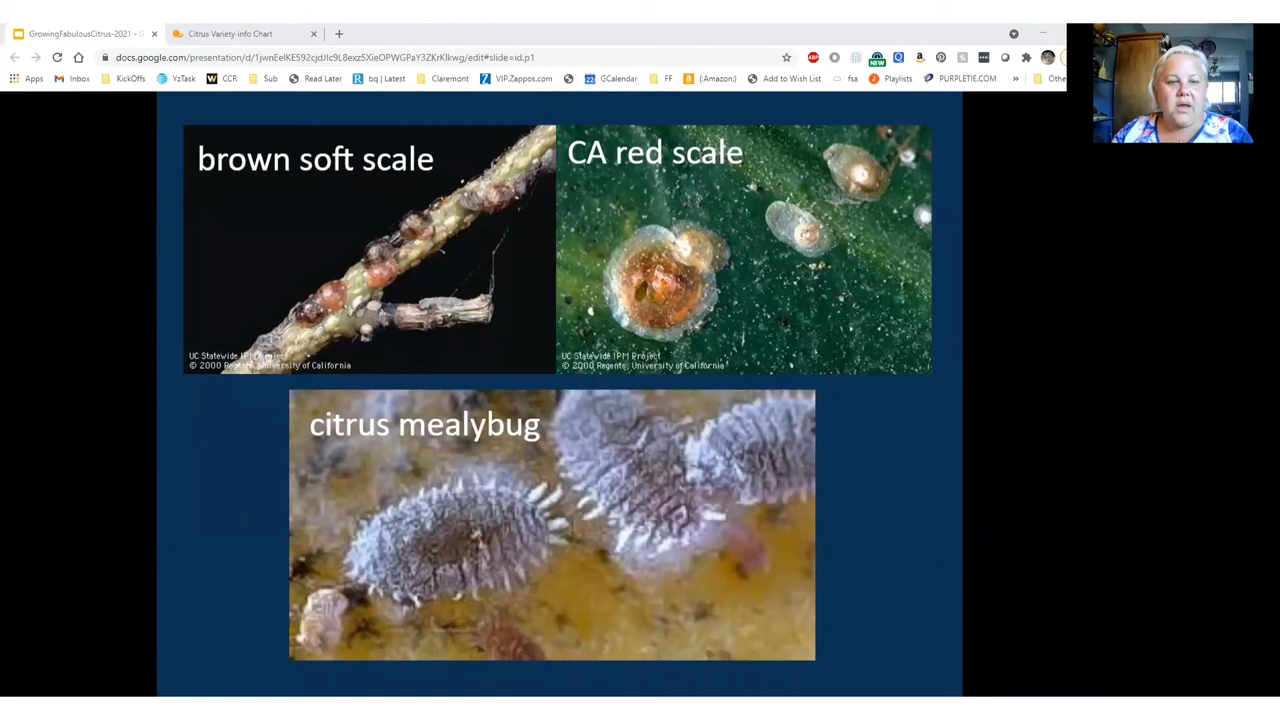 GrowingFabulousCitrus-2021 - G
Citrus Variety Info Chart
docs.google.com/presentation/d/1jwnEelKE592cjdJIc9L8exz5XieOPWGPaY3ZKrKlkwg/edit#slide=id.p1
Apps Inbox KickOffs YzTask CCR Sub Read Later bq | Latest Claremont VIP.Zappos.com GCalendar FF (:Amazon:) Add to Wish List fsa Playlists PURPLETIE.COM » Other
brown soft scale
CA red scale
UC Statewide IPM Project
© 2000 Regents, University of California
UC Statewide IPM Project
© 2000 Regents, University of California
citrus mealybug